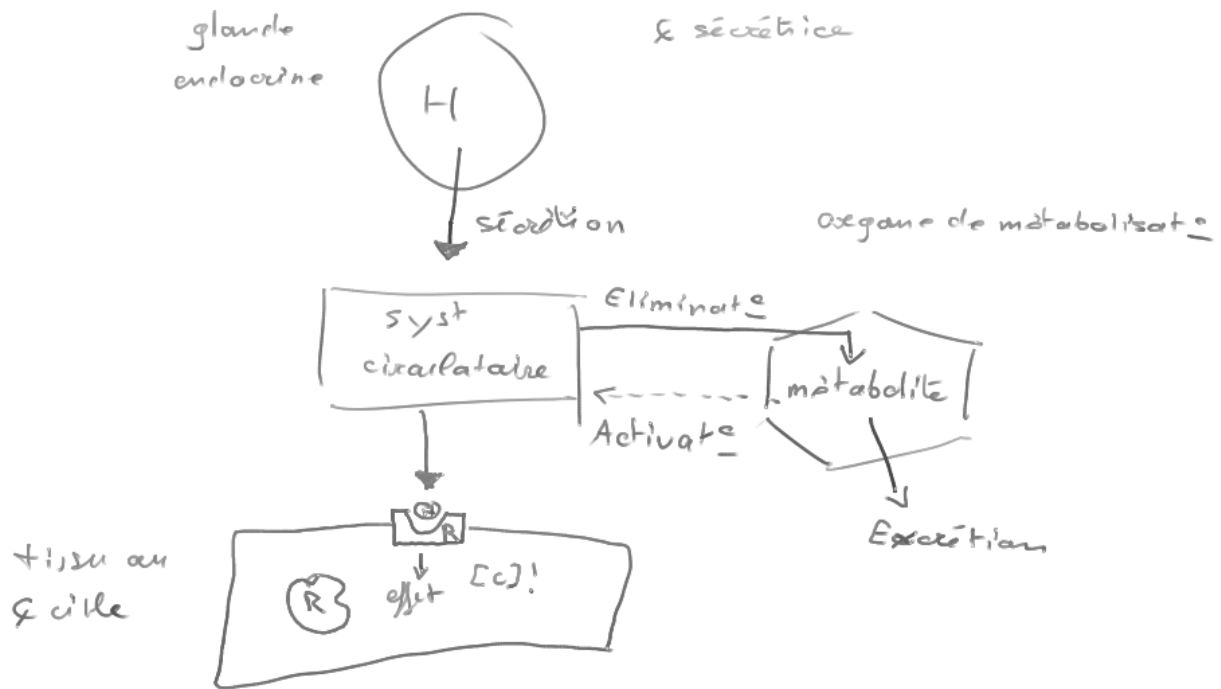 glande
endocrine
¢ sécrétrice
H
sécrétion
organe de métabolisat e
Eliminat e
syst
circulatoire
métabolite
Activat e
Excrétion
H
R
tissu ou
¢ cible
R
effet
[c]!